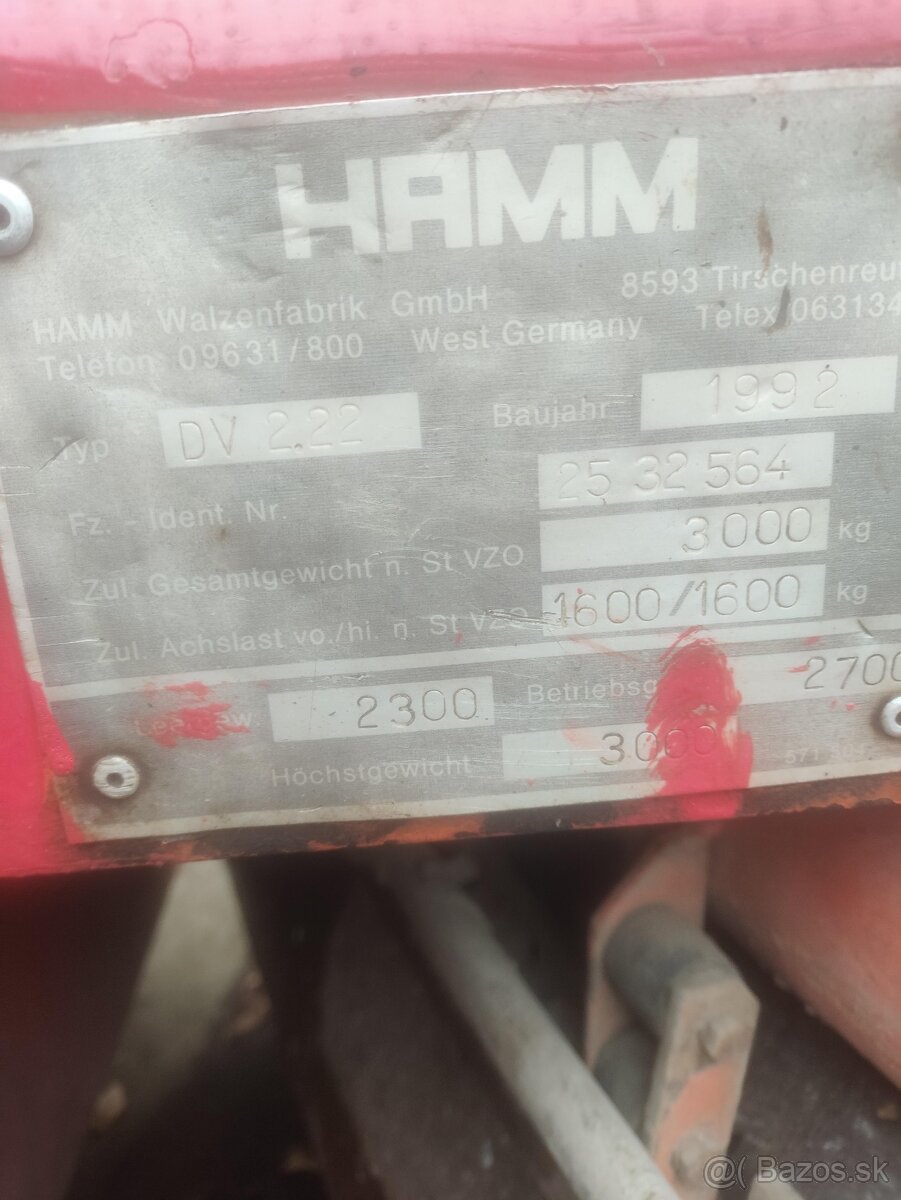 HAMM
HAMM Walzenfabrik GmbH 8593 Tirschenreu
Telefon 09631/800 West Germany Telex 063134
Typ DV 2.22 Baujahr 1992
Fz. - Ident. Nr. 25 32 564
Zul. Gesamtgewicht n. St VZO 3000 kg
Zul. Achslast vo./hi. n. St VZO 1600/1600 kg
2300 Betriebsg 2700
Höchstgewicht 3000
@( Bazos.sk